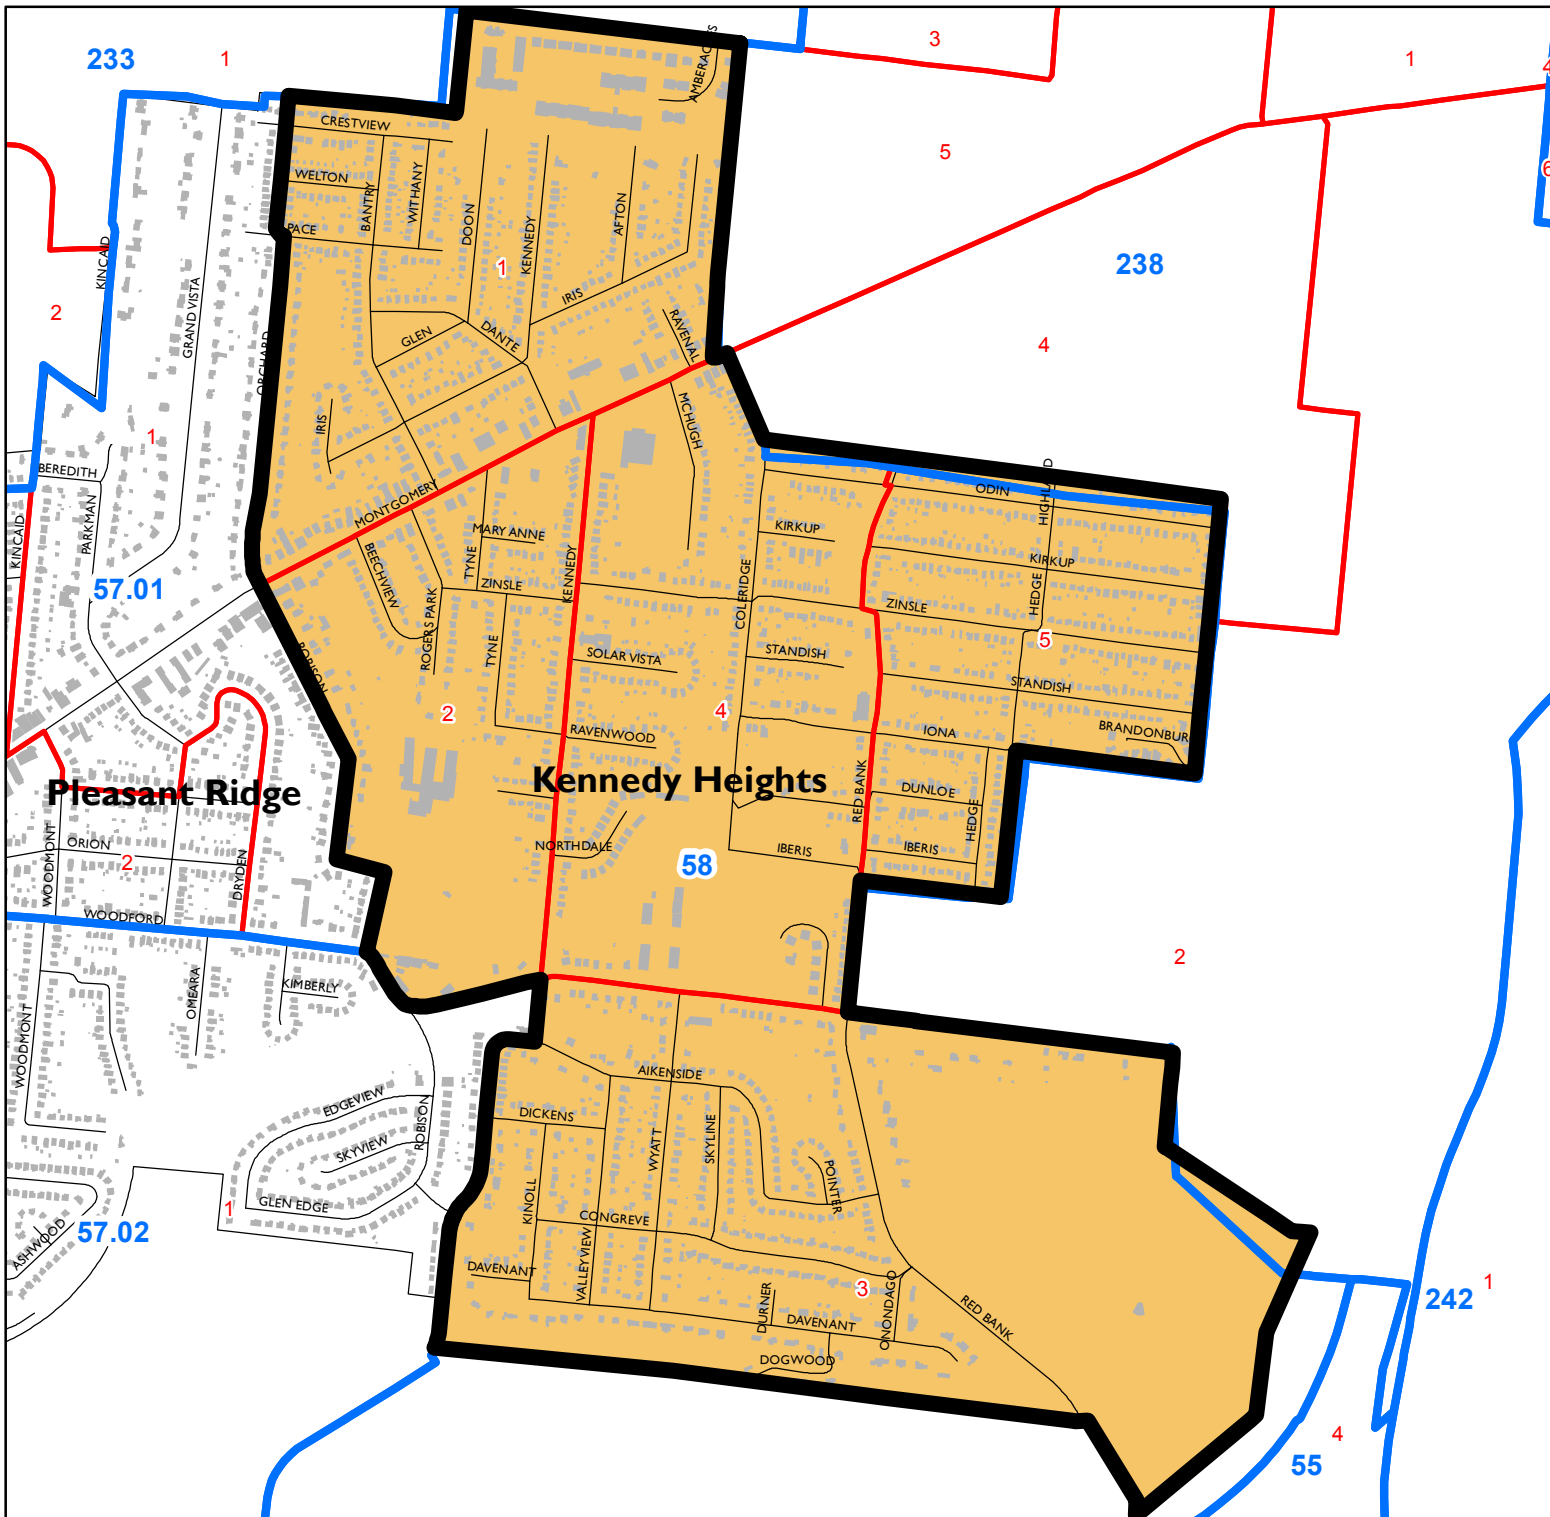 233
1
3
1
4
AMBERACRES
CRESTVIEW
5
6
WELTON
BANTRY
WITHANY
PACE
DOON
KENNEDY
AFTON
KINCAID
1
238
2
GRAND VISTA
IRIS
RAVENAL
GLEN
DANTE
4
ORCHARD
IRIS
MCHUGH
1
BEREDITH
MONTGOMERY
ODIN
HIGHLAND
PARKMAN
KINCAID
MARY ANNE
KIRKUP
TYNE
KIRKUP
BEECHVIEW
ZINSLE
KENNEDY
COLERIDGE
57.01
ROGERS PARK
HEDGE
ZINSLE
5
TYNE
SOLAR VISTA
STANDISH
ROBISON
STANDISH
2
4
RAVENWOOD
IONA
BRANDONBUR
Pleasant Ridge
Kennedy Heights
RED BANK
DUNLOE
HEDGE
ORION
NORTHDALE
IBERIS
IBERIS
WOODMONT
2
DRYDEN
58
WOODFORD
2
OMEARA
KIMBERLY
WOODMONT
AIKENSIDE
EDGEVIEW
DICKENS
ROBISON
SKYVIEW
WYATT
SKYLINE
POINTER
KINOLL
GLEN EDGE
1
CONGREVE
57.02
ASHWOOD
VALLEYVIEW
DAVENANT
3
1
242
DURNER
DAVENANT
ONONDAGO
RED BANK
DOGWOOD
4
55